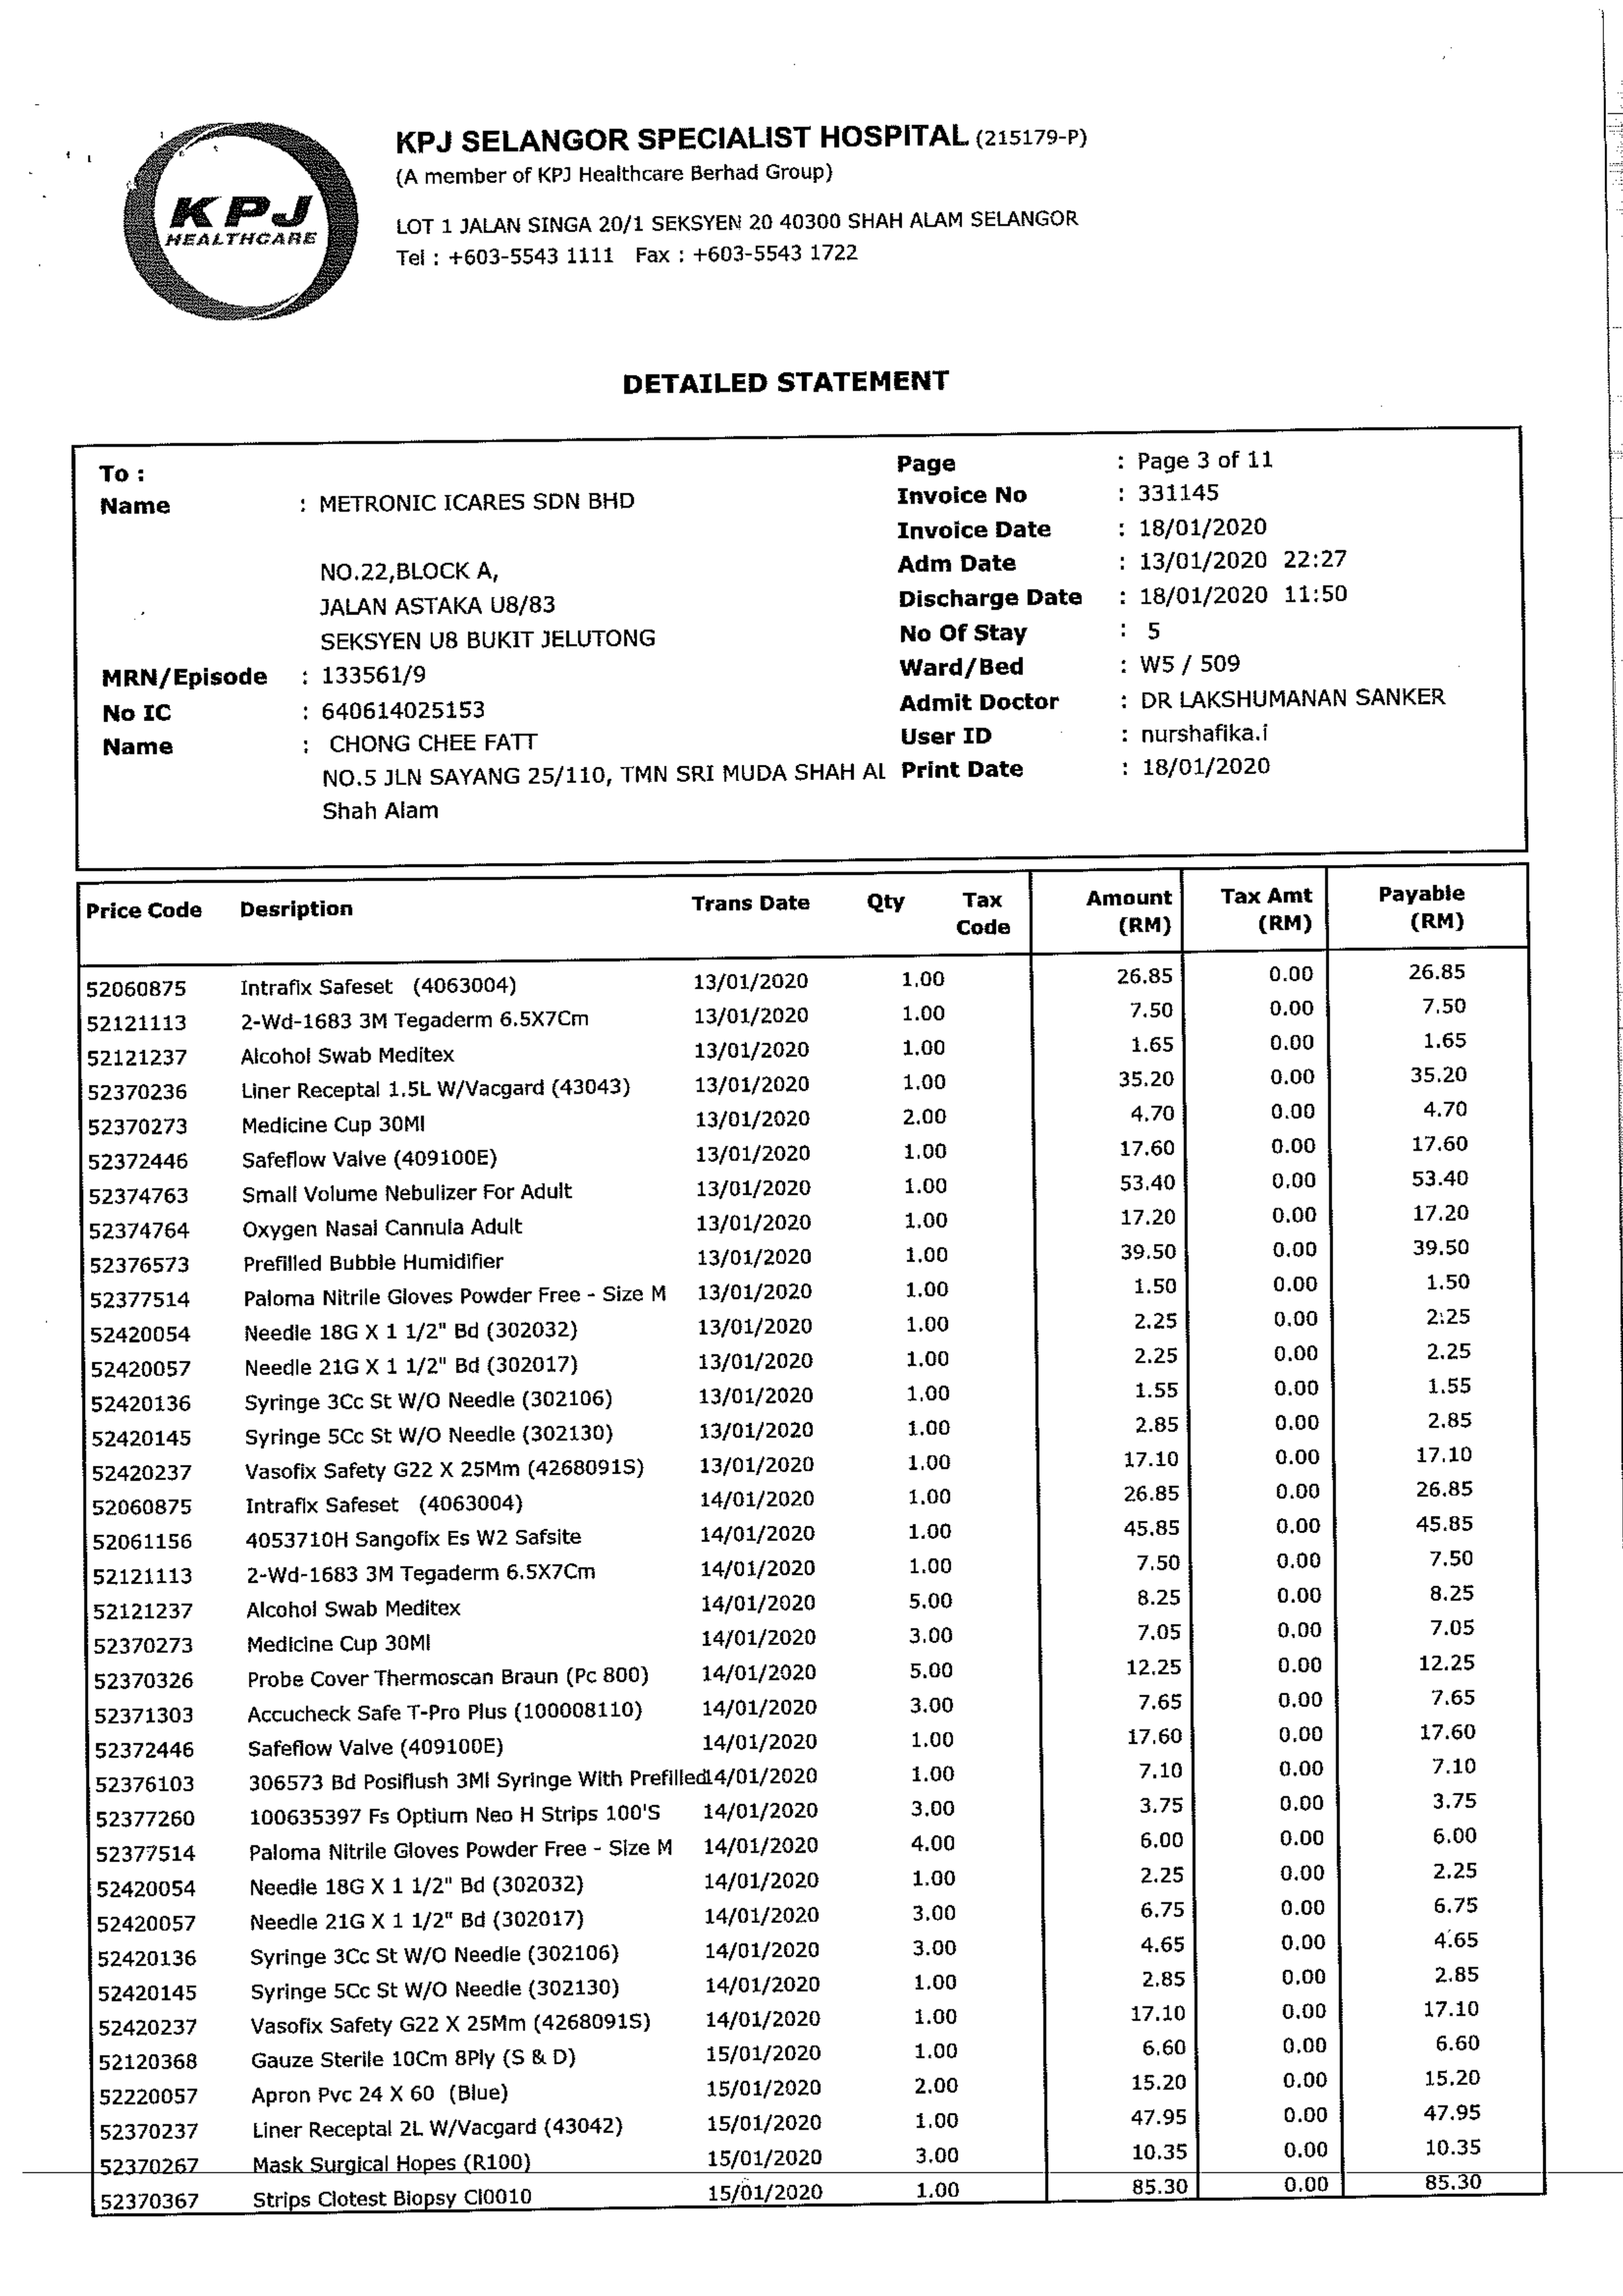 KPJ
HEALTHCARE
KPJ SELANGOR SPECIALIST HOSPITAL (215179-P)
(A member of KPJ Healthcare Berhad Group)
LOT 1 JALAN SINGA 20/1 SEKSYEN 20 40300 SHAH ALAM SELANGOR
Tel : +603-5543 1111 Fax : +603-5543 1722
DETAILED STATEMENT
To : Page : Page 3 of 11
Name : METRONIC ICARES SDN BHD Invoice No : 331145
Invoice Date : 18/01/2020
NO.22,BLOCK A, Adm Date : 13/01/2020 22:27
JALAN ASTAKA U8/83 Discharge Date : 18/01/2020 11:50
SEKSYEN U8 BUKIT JELUTONG No Of Stay : 5
MRN/Episode : 133561/9 Ward/Bed : W5 / 509
No IC : 640614025153 Admit Doctor : DR LAKSHUMANAN SANKER
Name : CHONG CHEE FATT User ID : nurshafika.i
NO.5 JLN SAYANG 25/110, TMN SRI MUDA SHAH AL Print Date : 18/01/2020
Shah Alam
Price Code Desription Trans Date Qty Tax Code Amount (RM) Tax Amt (RM) Payable (RM)
52060875 Intrafix Safeset (4063004) 13/01/2020 1.00 26.85 0.00 26.85
52121113 2-Wd-1683 3M Tegaderm 6.5X7Cm 13/01/2020 1.00 7.50 0.00 7.50
52121237 Alcohol Swab Meditex 13/01/2020 1.00 1.65 0.00 1.65
52370236 Liner Receptal 1.5L W/Vacgard (43043) 13/01/2020 1.00 35.20 0.00 35.20
52370273 Medicine Cup 30Ml 13/01/2020 2.00 4.70 0.00 4.70
52372446 Safeflow Valve (409100E) 13/01/2020 1.00 17.60 0.00 17.60
52374763 Small Volume Nebulizer For Adult 13/01/2020 1.00 53.40 0.00 53.40
52374764 Oxygen Nasal Cannula Adult 13/01/2020 1.00 17.20 0.00 17.20
52376573 Prefilled Bubble Humidifier 13/01/2020 1.00 39.50 0.00 39.50
52377514 Paloma Nitrile Gloves Powder Free - Size M 13/01/2020 1.00 1.50 0.00 1.50
52420054 Needle 18G X 1 1/2" Bd (302032) 13/01/2020 1.00 2.25 0.00 2.25
52420057 Needle 21G X 1 1/2" Bd (302017) 13/01/2020 1.00 2.25 0.00 2.25
52420136 Syringe 3Cc St W/O Needle (302106) 13/01/2020 1.00 1.55 0.00 1.55
52420145 Syringe 5Cc St W/O Needle (302130) 13/01/2020 1.00 2.85 0.00 2.85
52420237 Vasofix Safety G22 X 25Mm (4268091S) 13/01/2020 1.00 17.10 0.00 17.10
52060875 Intrafix Safeset (4063004) 14/01/2020 1.00 26.85 0.00 26.85
52061156 4053710H Sangofix Es W2 Safsite 14/01/2020 1.00 45.85 0.00 45.85
52121113 2-Wd-1683 3M Tegaderm 6.5X7Cm 14/01/2020 1.00 7.50 0.00 7.50
52121237 Alcohol Swab Meditex 14/01/2020 5.00 8.25 0.00 8.25
52370273 Medicine Cup 30Ml 14/01/2020 3.00 7.05 0.00 7.05
52370326 Probe Cover Thermoscan Braun (Pc 800) 14/01/2020 5.00 12.25 0.00 12.25
52371303 Accucheck Safe T-Pro Plus (100008110) 14/01/2020 3.00 7.65 0.00 7.65
52372446 Safeflow Valve (409100E) 14/01/2020 1.00 17.60 0.00 17.60
52376103 306573 Bd Posiflush 3Ml Syringe With Prefilled 14/01/2020 1.00 7.10 0.00 7.10
52377260 100635397 Fs Optium Neo H Strips 100'S 14/01/2020 3.00 3.75 0.00 3.75
52377514 Paloma Nitrile Gloves Powder Free - Size M 14/01/2020 4.00 6.00 0.00 6.00
52420054 Needle 18G X 1 1/2" Bd (302032) 14/01/2020 1.00 2.25 0.00 2.25
52420057 Needle 21G X 1 1/2" Bd (302017) 14/01/2020 3.00 6.75 0.00 6.75
52420136 Syringe 3Cc St W/O Needle (302106) 14/01/2020 3.00 4.65 0.00 4.65
52420145 Syringe 5Cc St W/O Needle (302130) 14/01/2020 1.00 2.85 0.00 2.85
52420237 Vasofix Safety G22 X 25Mm (4268091S) 14/01/2020 1.00 17.10 0.00 17.10
52120368 Gauze Sterile 10Cm 8Ply (S & D) 15/01/2020 1.00 6.60 0.00 6.60
52220057 Apron Pvc 24 X 60 (Blue) 15/01/2020 2.00 15.20 0.00 15.20
52370237 Liner Receptal 2L W/Vacgard (43042) 15/01/2020 1.00 47.95 0.00 47.95
52370267 Mask Surgical Hopes (R100) 15/01/2020 3.00 10.35 0.00 10.35
52370367 Strips Clotest Biopsy Cl0010 15/01/2020 1.00 85.30 0.00 85.30